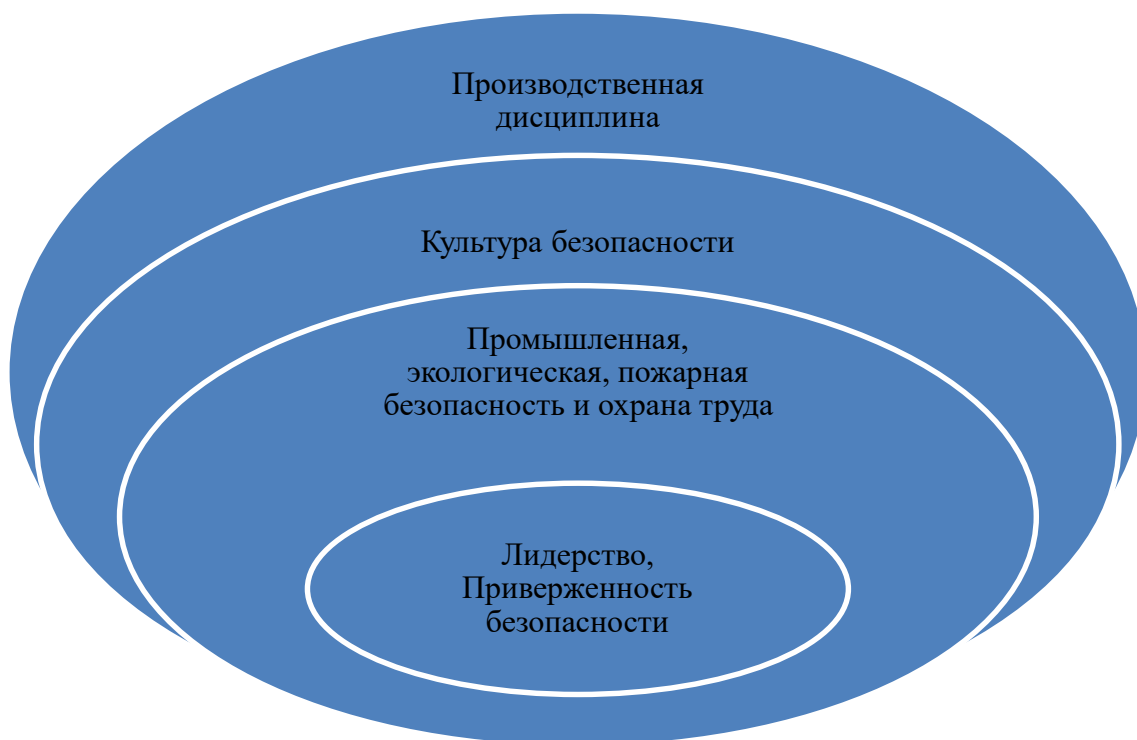 Производственная
дисциплина
Культура безопасности
Промышленная,
экологическая, пожарная
безопасность и охрана труда
Лидерство,
Приверженность
безопасности